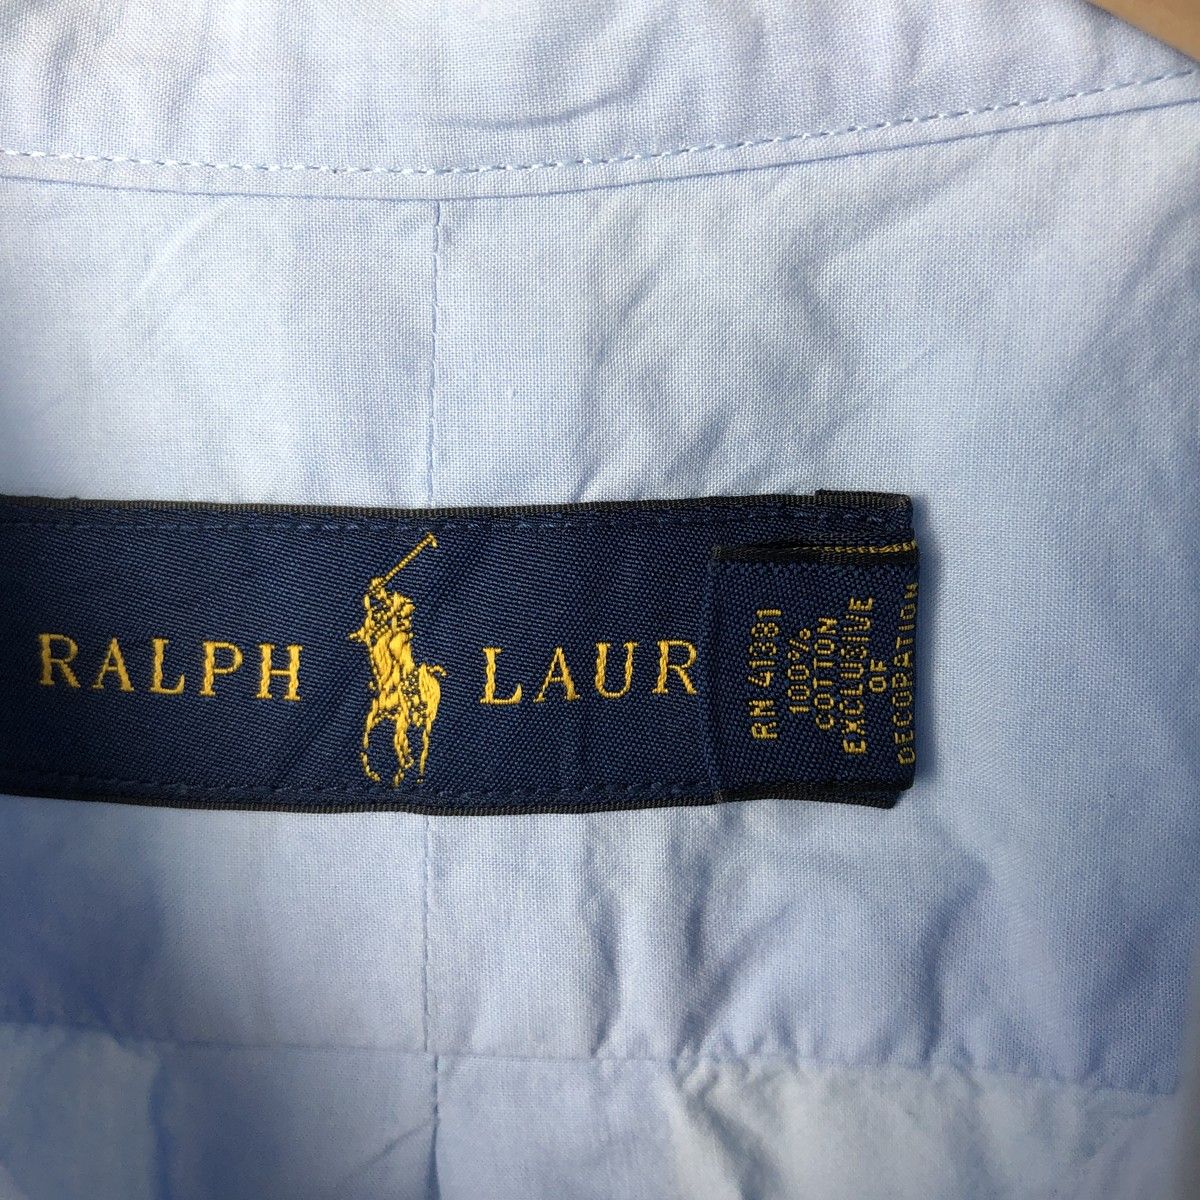 RALPH LAUR
RN 41381
100%
COTTON
EXCLUSIVE
OF
DECORATION